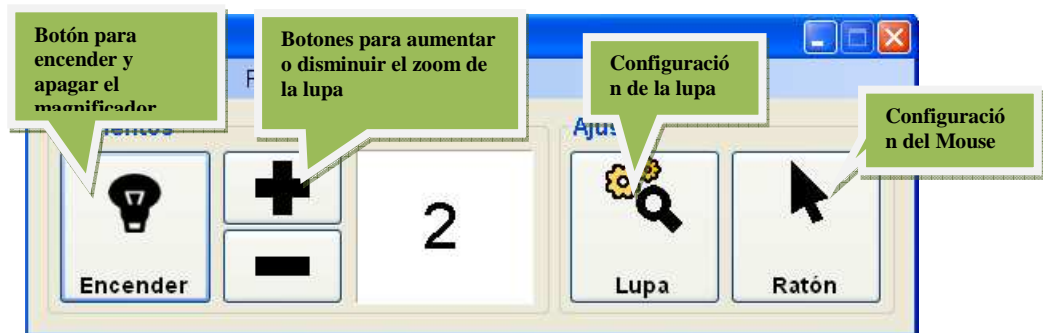 Botón para
encender y
apagar el
magnificador
Botones para aumentar
o disminuir el zoom de
la lupa
Configuració
n de la lupa
Configuració
n del Mouse
2
Encender
Lupa
Ratón